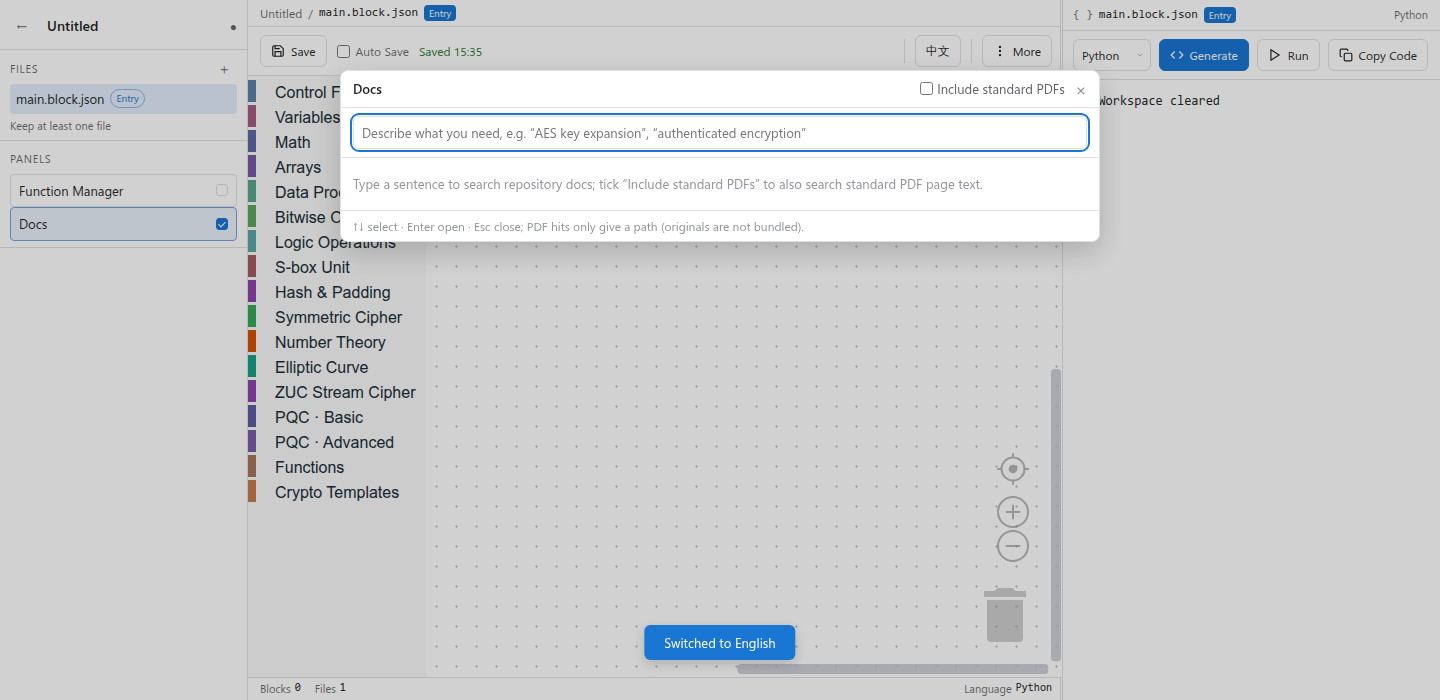 ← Untitled
FILES +
main.block.json Entry
Keep at least one file
PANELS
Function Manager
Docs
Untitled / main.block.json Entry
Save Auto Save Saved 15:35 中文 More
Control F
Variables
Math
Arrays
Data Pro
Bitwise O
Logic Operations
S-box Unit
Hash & Padding
Symmetric Cipher
Number Theory
Elliptic Curve
ZUC Stream Cipher
PQC · Basic
PQC · Advanced
Functions
Crypto Templates
Docs Include standard PDFs ×
Describe what you need, e.g. “AES key expansion”, “authenticated encryption”
Type a sentence to search repository docs; tick “Include standard PDFs” to also search standard PDF page text.
↑↓ select · Enter open · Esc close; PDF hits only give a path (originals are not bundled).
Switched to English
Blocks 0 Files 1 Language Python
{ } main.block.json Entry Python
Python Generate Run Copy Code
Workspace cleared